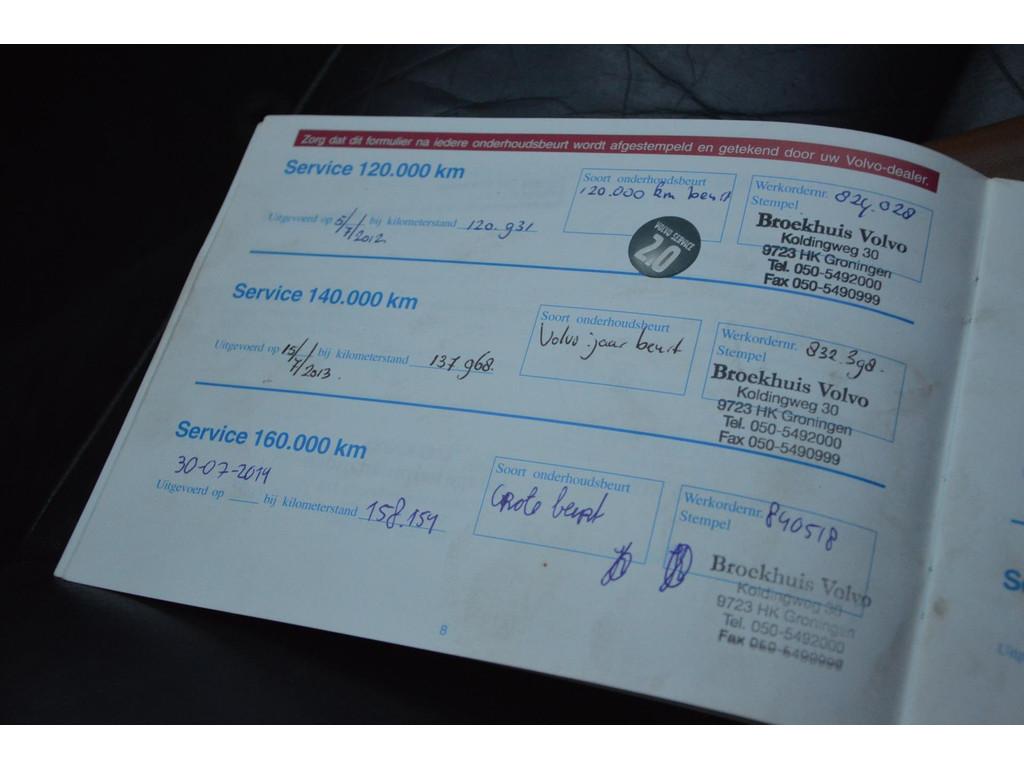 Zorg dat dit formulier na iedere onderhoudsbeurt wordt afgestempeld en getekend door uw Volvo-dealer.
Service 120.000 km
Uitgevoerd op 5/7/2012 bij kilometerstand 120.931
Soort onderhoudsbeurt
120.000 km beurt
2.0
Werkordernr. 824.028
Stempel
Broekhuis Volvo
Koldingweg 30
9723 HK Groningen
Tel. 050-5492000
Fax 050-5490999
Service 140.000 km
Uitgevoerd op 15/7/2013. bij kilometerstand 137.968.
Soort onderhoudsbeurt
Volvo jaar beurt
Werkordernr. 832.398.
Stempel
Broekhuis Volvo
Koldingweg 30
9723 HK Groningen
Tel. 050-5492000
Fax 050-5490999
Service 160.000 km
30-07-2014
Uitgevoerd op bij kilometerstand 158.154
Soort onderhoudsbeurt
Grote beurt
Werkordernr. 840518
Stempel
Broekhuis Volvo
Koldingweg 30
9723 HK Groningen
Tel. 050-5492000
Fax 050-5490999
8